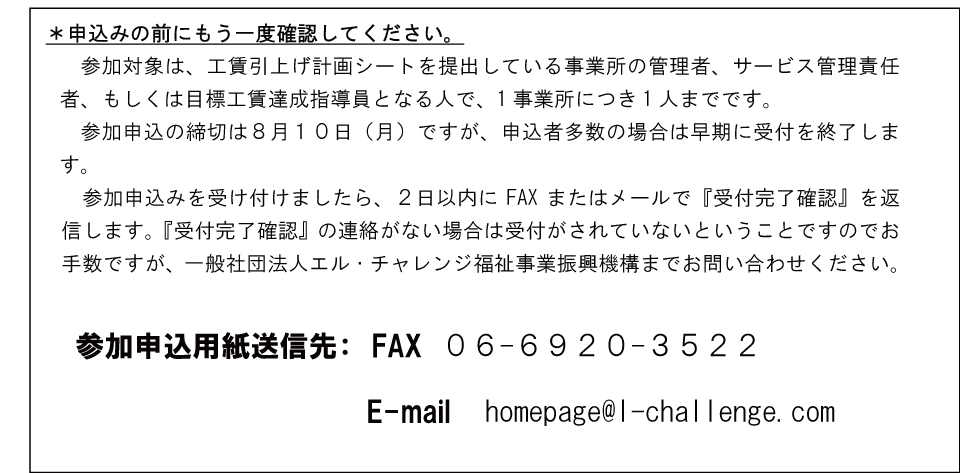 ＊申込みの前にもう一度確認してください。
　参加対象は、工賃引上げ計画シートを提出している事業所の管理者、サービス管理責任
者、もしくは目標工賃達成指導員となる人で、１事業所につき１人までです。
　参加申込の締切は８月１０日（月）ですが、申込者多数の場合は早期に受付を終了しま
す。
　参加申込みを受け付けましたら、２日以内に FAX またはメールで『受付完了確認』を返
信します。『受付完了確認』の連絡がない場合は受付がされていないということですのでお
手数ですが、一般社団法人エル・チャレンジ福祉事業振興機構までお問い合わせください。
参加申込用紙送信先： FAX ０６-６９２０-３５２２
E-mail homepage@l-challenge.com